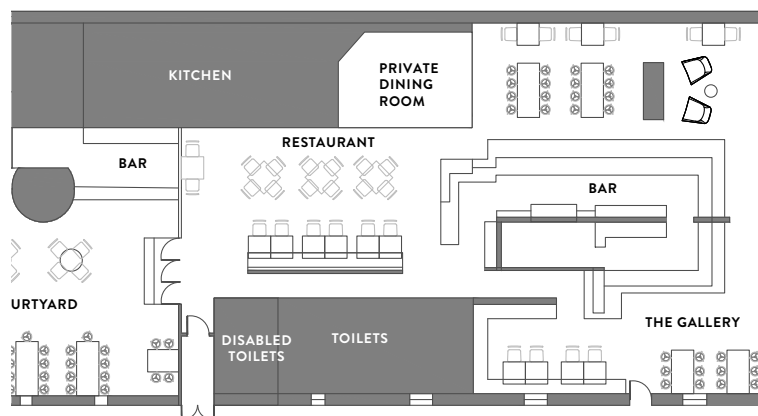 KITCHEN
PRIVATE
DINING
ROOM
RESTAURANT
BAR
BAR
URTYARD
THE GALLERY
DISABLED
TOILETS
TOILETS